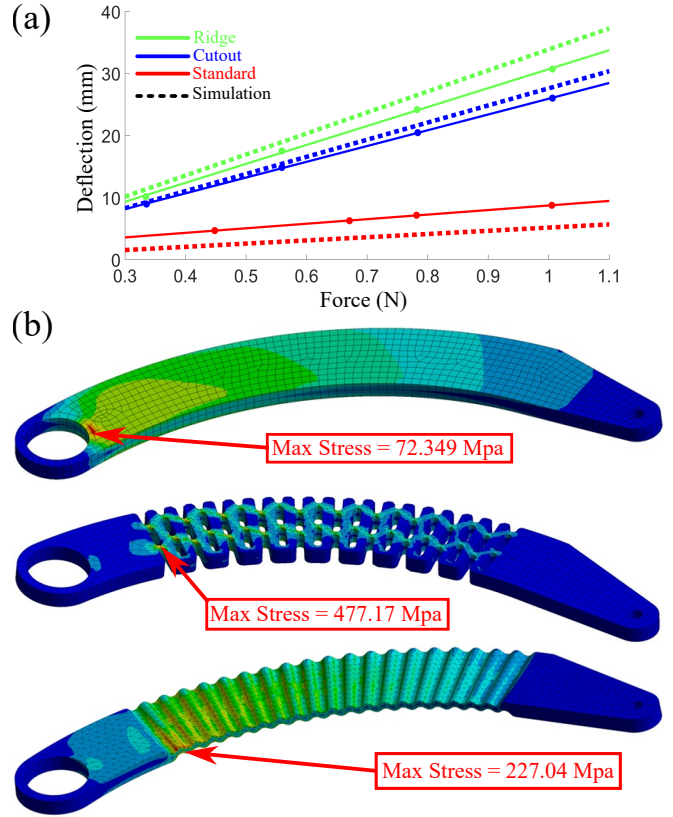 (a)
40
30
20
10
0
Deflection (mm)
Ridge
Cutout
Standard
Simulation
0.3 0.4 0.5 0.6 0.7 0.8 0.9 1 1.1
Force (N)
(b)
Max Stress = 72.349 Mpa
Max Stress = 477.17 Mpa
Max Stress = 227.04 Mpa